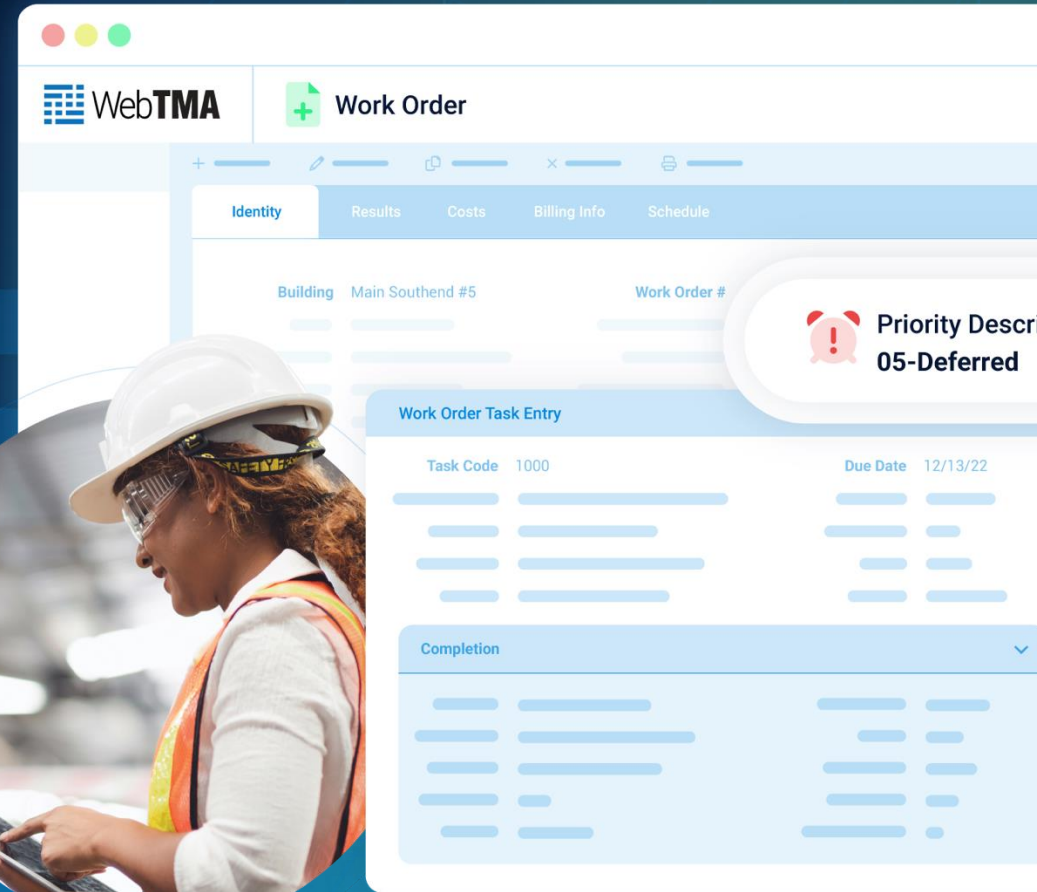 WebTMA
Work Order
Identity Results Costs Billing Info Schedule
Building Main Southend #5 Work Order #
Priority Descri
05-Deferred
Work Order Task Entry
Task Code 1000 Due Date 12/13/22
Completion